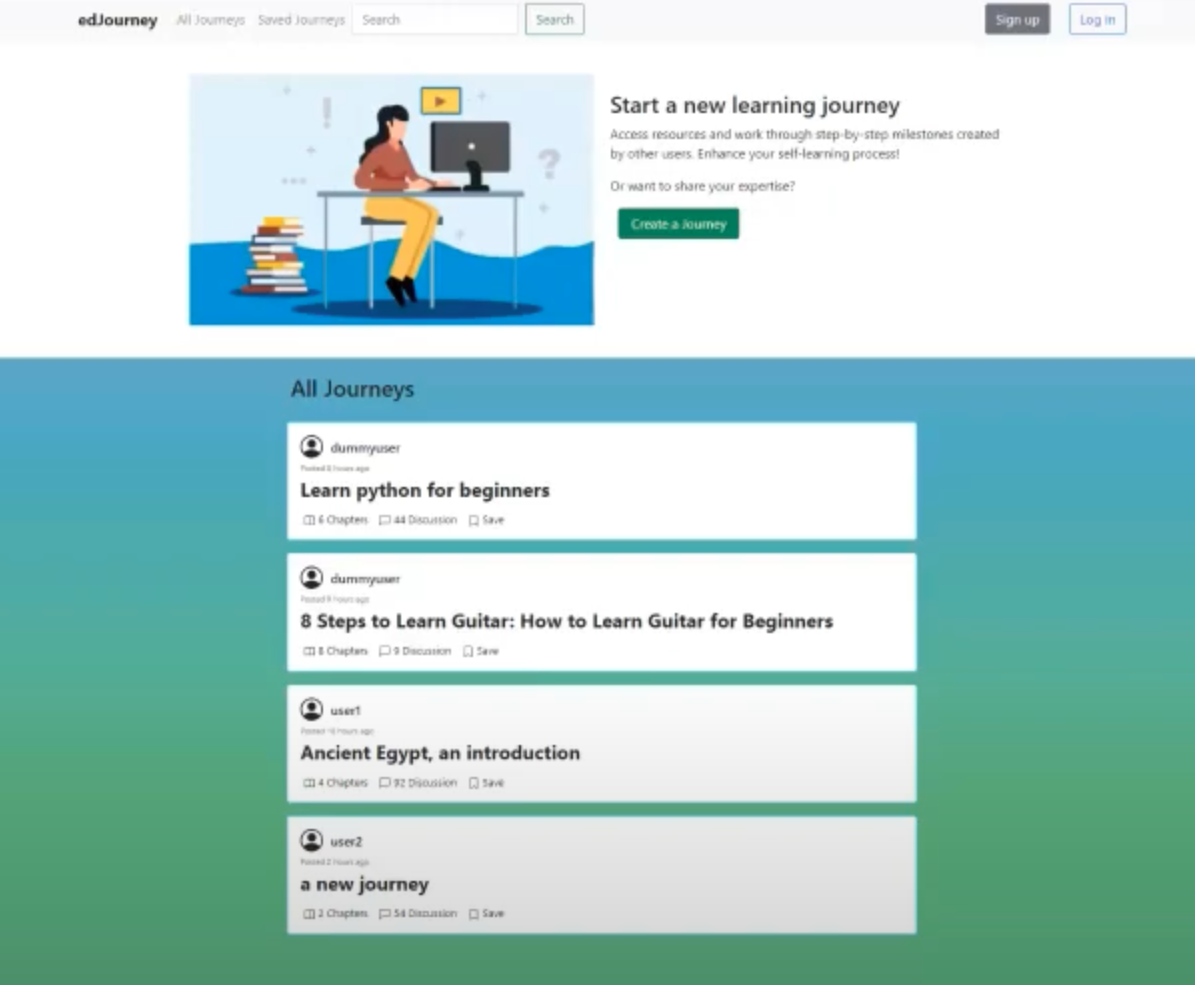 edJourney All Journeys Saved Journeys Search Search Sign up Log in
Start a new learning journey
Access resources and work through step-by-step milestones created
by other users. Enhance your self-learning process!
Or want to share your expertise?
Create a Journey
All Journeys
dummyuser
Posted hours ago
Learn python for beginners
6 Chapters 44 Discussion Save
dummyuser
Posted hours ago
8 Steps to Learn Guitar: How to Learn Guitar for Beginners
8 Chapters 9 Discussion Save
user1
Posted hours ago
Ancient Egypt, an introduction
4 Chapters 92 Discussion Save
user2
Posted 2 hours ago
a new journey
2 Chapters 54 Discussion Save